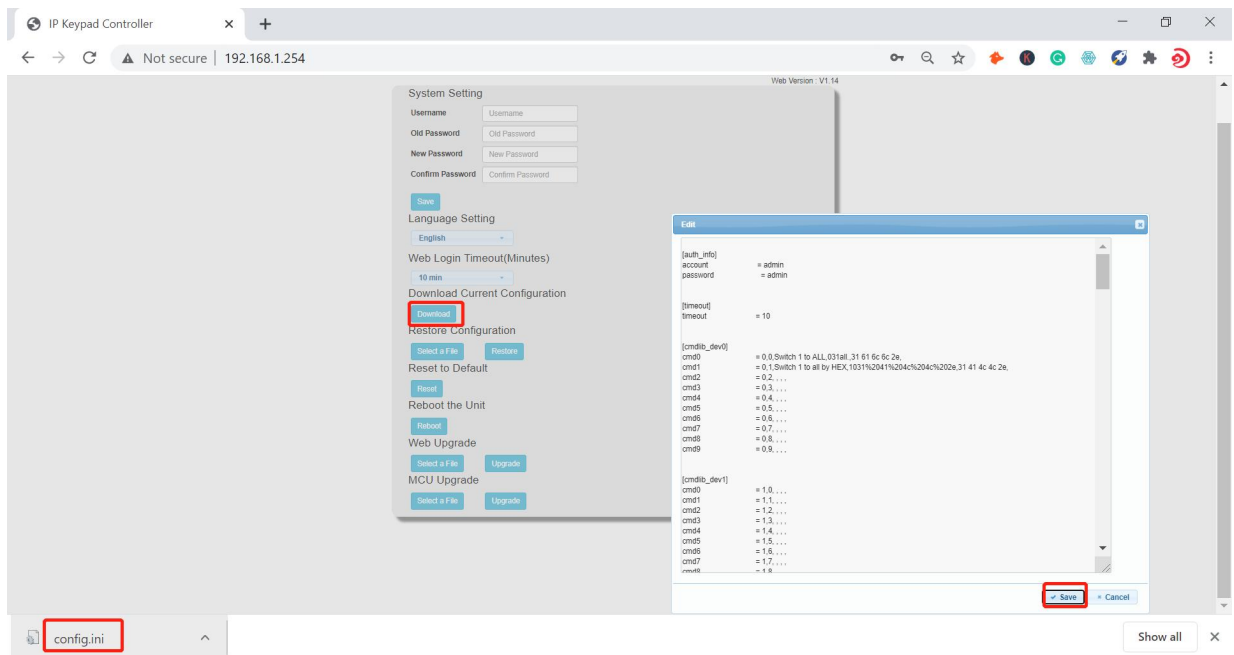 IP Keypad Controller
Not secure 192.168.1.254
Web Version : V1.14
System Setting
Username Username
Old Password Old Password
New Password New Password
Confirm Password Confirm Password
Save
Language Setting
English
Web Login Timeout(Minutes)
10 min
Download Current Configuration
Download
Restore Configuration
Select a File Restore
Reset to Default
Reset
Reboot the Unit
Reboot
Web Upgrade
Select a File Upgrade
MCU Upgrade
Select a File Upgrade
Edit
[auth_info]
account = admin
password = admin
[timeout]
timeout = 10
[cmdlib_dev0]
cmd0 = 0,0,Switch 1 to ALL,031all.,31 61 6c 6c 2e,
cmd1 = 0,1,Switch 1 to all by HEX,1031%2041%204c%204c%202e,31 41 4c 4c 2e,
cmd2 = 0,2, , , ,
cmd3 = 0,3, , , ,
cmd4 = 0,4, , , ,
cmd5 = 0,5, , , ,
cmd6 = 0,6, , , ,
cmd7 = 0,7, , , ,
cmd8 = 0,8, , , ,
cmd9 = 0,9, , , ,
[cmdlib_dev1]
cmd0 = 1,0, , , ,
cmd1 = 1,1, , , ,
cmd2 = 1,2, , , ,
cmd3 = 1,3, , , ,
cmd4 = 1,4, , , ,
cmd5 = 1,5, , , ,
cmd6 = 1,6, , , ,
cmd7 = 1,7, , , ,
cmd8 = 1,8
Save Cancel
config.ini
Show all